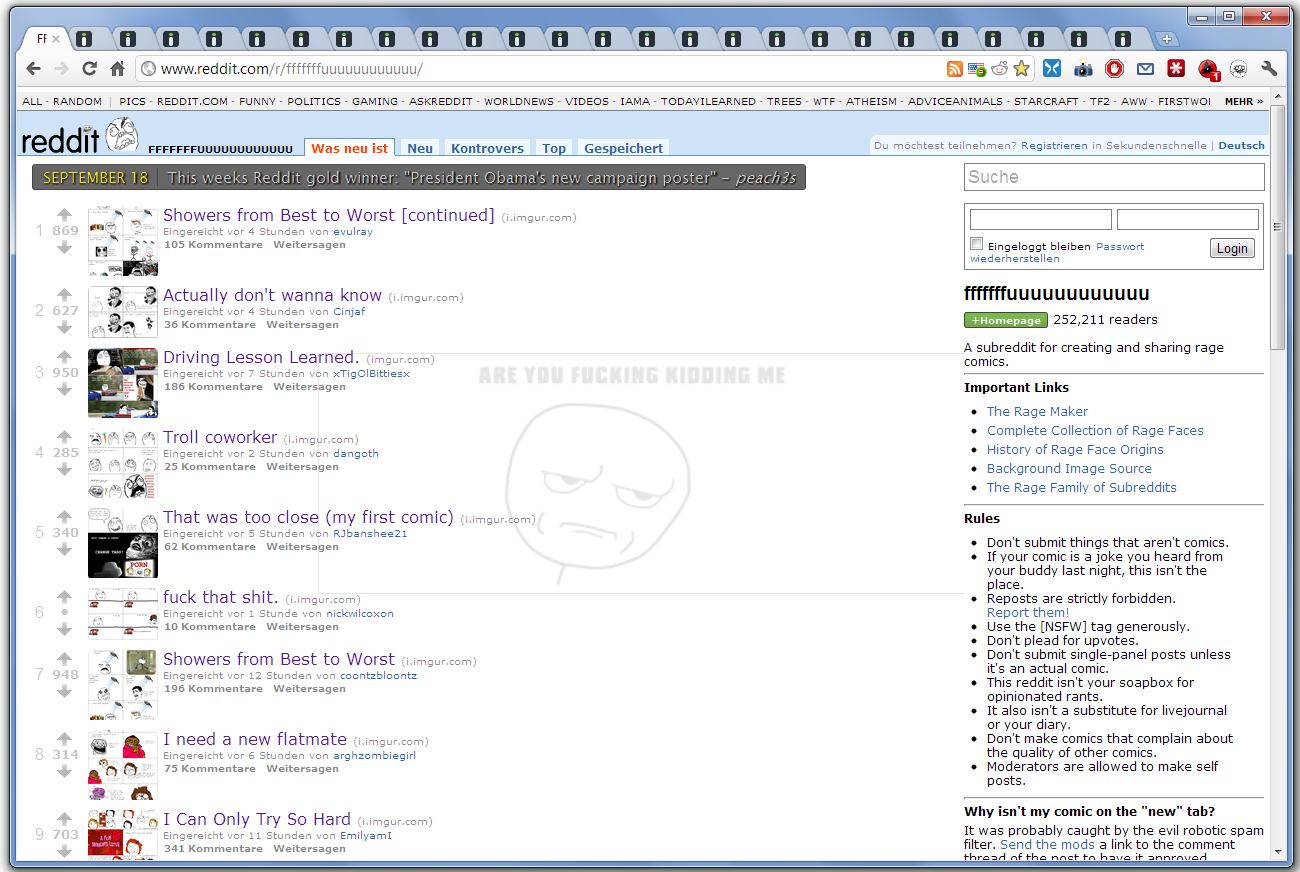 FF
www.reddit.com/r/fffffffuuuuuuuuuuuu/
1
ALL - RANDOM | PICS - REDDIT.COM - FUNNY - POLITICS - GAMING - ASKREDDIT - WORLDNEWS - VIDEOS - IAMA - TODAYILEARNED - TREES - WTF - ATHEISM - ADVICEANIMALS - STARCRAFT - TF2 - AWW - FIRSTWOI MEHR »
reddit FFFFFFFUUUUUUUUUUUU Was neu ist Neu Kontrovers Top Gespeichert
Du möchtest teilnehmen? Registrieren in Sekundenschnelle | Deutsch
SEPTEMBER 18 | This weeks Reddit gold winner: "President Obama's new campaign poster" - peach3s
1 869
Showers from Best to Worst [continued] (i.imgur.com)
Eingereicht vor 4 Stunden von evulray
105 Kommentare Weitersagen
2 627
Actually don't wanna know (i.imgur.com)
Eingereicht vor 4 Stunden von Cinjaf
36 Kommentare Weitersagen
3 950
Driving Lesson Learned. (imgur.com)
Eingereicht vor 7 Stunden von xTigOlBittiesx
186 Kommentare Weitersagen
ARE YOU FUCKING KIDDING ME
4 285
Troll coworker (i.imgur.com)
Eingereicht vor 2 Stunden von dangoth
25 Kommentare Weitersagen
5 340
That was too close (my first comic) (i.imgur.com)
Eingereicht vor 5 Stunden von RJbanshee21
62 Kommentare Weitersagen
PORN
6 •
fuck that shit. (i.imgur.com)
Eingereicht vor 1 Stunde von nickwilcoxon
10 Kommentare Weitersagen
7 948
Showers from Best to Worst (i.imgur.com)
Eingereicht vor 12 Stunden von coontzbloontz
196 Kommentare Weitersagen
8 314
I need a new flatmate (i.imgur.com)
Eingereicht vor 6 Stunden von arghzombiegirl
75 Kommentare Weitersagen
9 703
I Can Only Try So Hard (i.imgur.com)
Eingereicht vor 11 Stunden von EmilyamI
341 Kommentare Weitersagen
Suche
Eingeloggt bleiben Passwort
wiederherstellen
Login
fffffffuuuuuuuuuuuu
+Homepage 252,211 readers
A subreddit for creating and sharing rage
comics.
Important Links
• The Rage Maker
• Complete Collection of Rage Faces
• History of Rage Face Origins
• Background Image Source
• The Rage Family of Subreddits
Rules
• Don't submit things that aren't comics.
• If your comic is a joke you heard from
your buddy last night, this isn't the
place.
• Reposts are strictly forbidden.
Report them!
• Use the [NSFW] tag generously.
• Don't plead for upvotes.
• Don't submit single-panel posts unless
it's an actual comic.
• This reddit isn't your soapbox for
opinionated rants.
• It also isn't a substitute for livejournal
or your diary.
• Don't make comics that complain about
the quality of other comics.
• Moderators are allowed to make self
posts.
Why isn't my comic on the "new" tab?
It was probably caught by the evil robotic spam
filter. Send the mods a link to the comment
thread of the post to have it approved